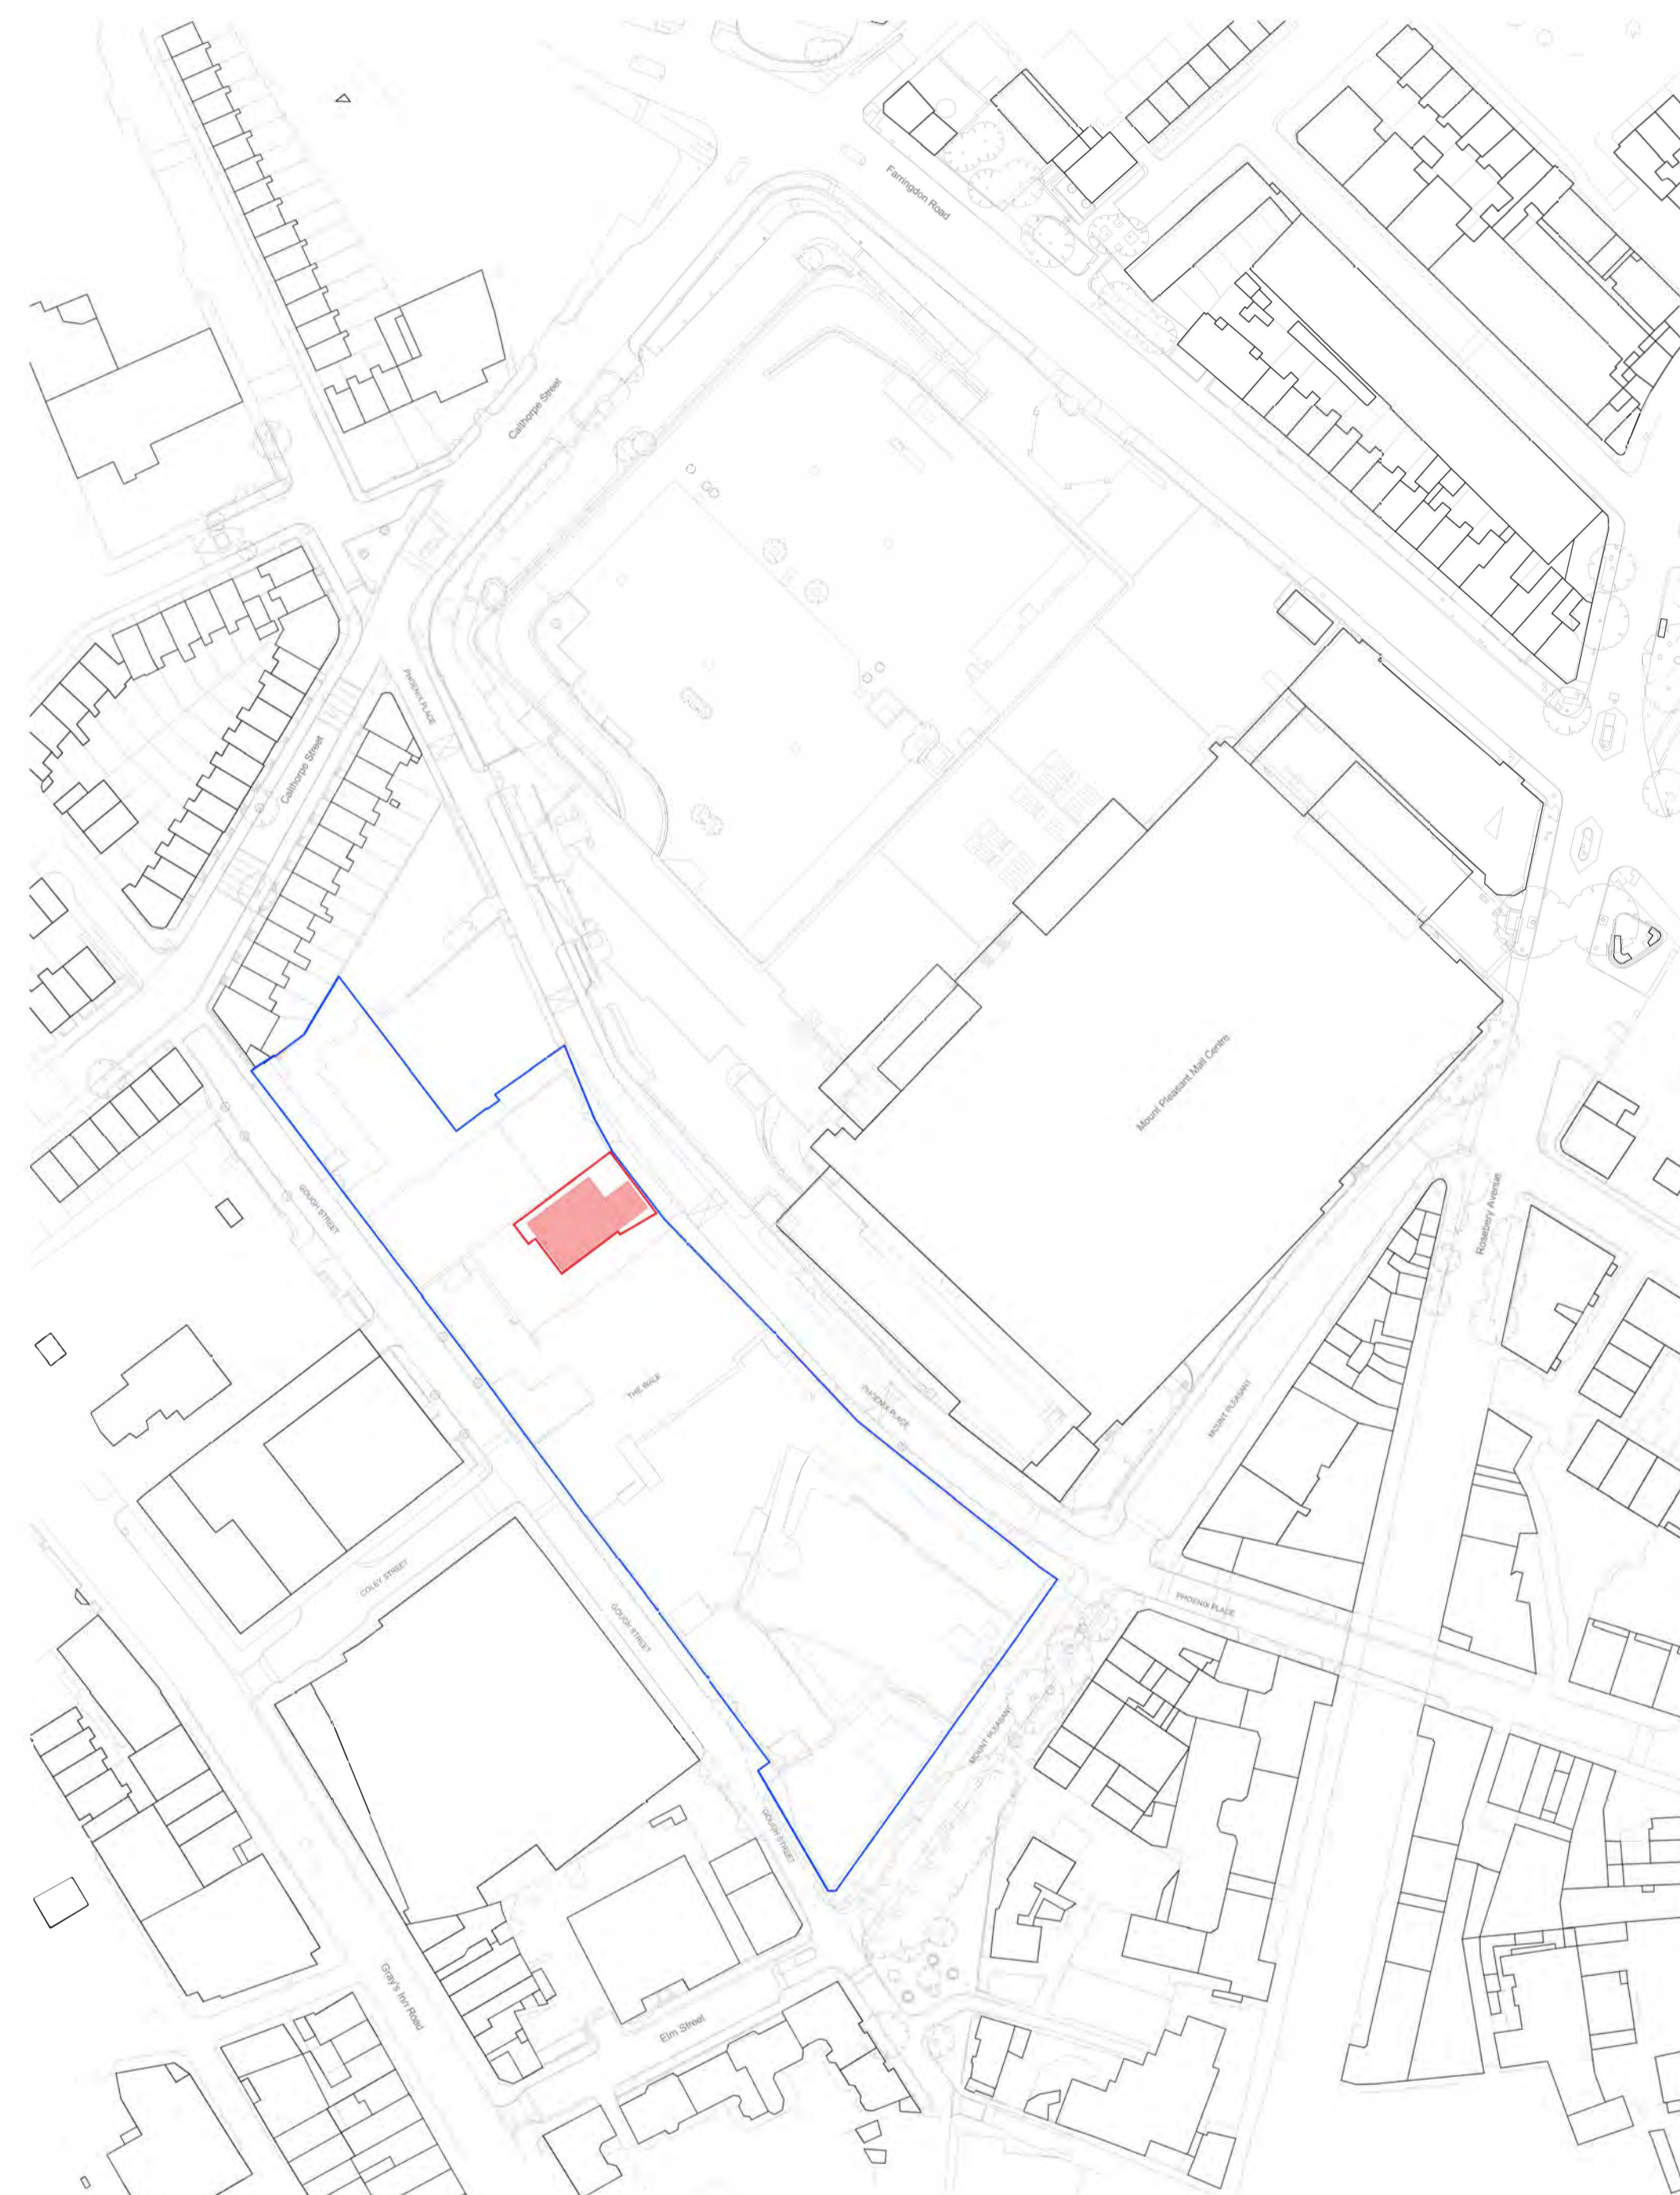 Farringdon Road
Calthorpe Street
PHOENIX PLACE
Calthorpe Street
Mount Pleasant Mail Centre
GOUGH STREET
Rosebery Avenue
THE WALK
PHOENIX PLACE
MOUNT PLEASANT
COLEY STREET
GOUGH STREET
PHOENIX PLACE
MOUNT PLEASANT
GOUGH STREET
Gray's Inn Road
Elm Street